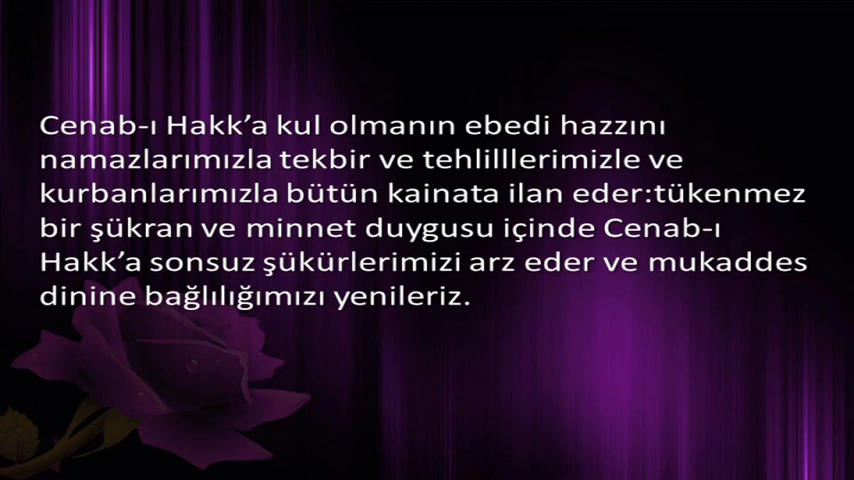 Cenab-ı Hakk’a kul olmanın ebedi hazzını
namazlarımızla tekbir ve tehlilllerimizle ve
kurbanlarımızla bütün kainata ilan eder:tükenmez
bir şükran ve minnet duygusu içinde Cenab-ı
Hakk’a sonsuz şükürlerimizi arz eder ve mukaddes
dinine bağlılığımızı yenileriz.